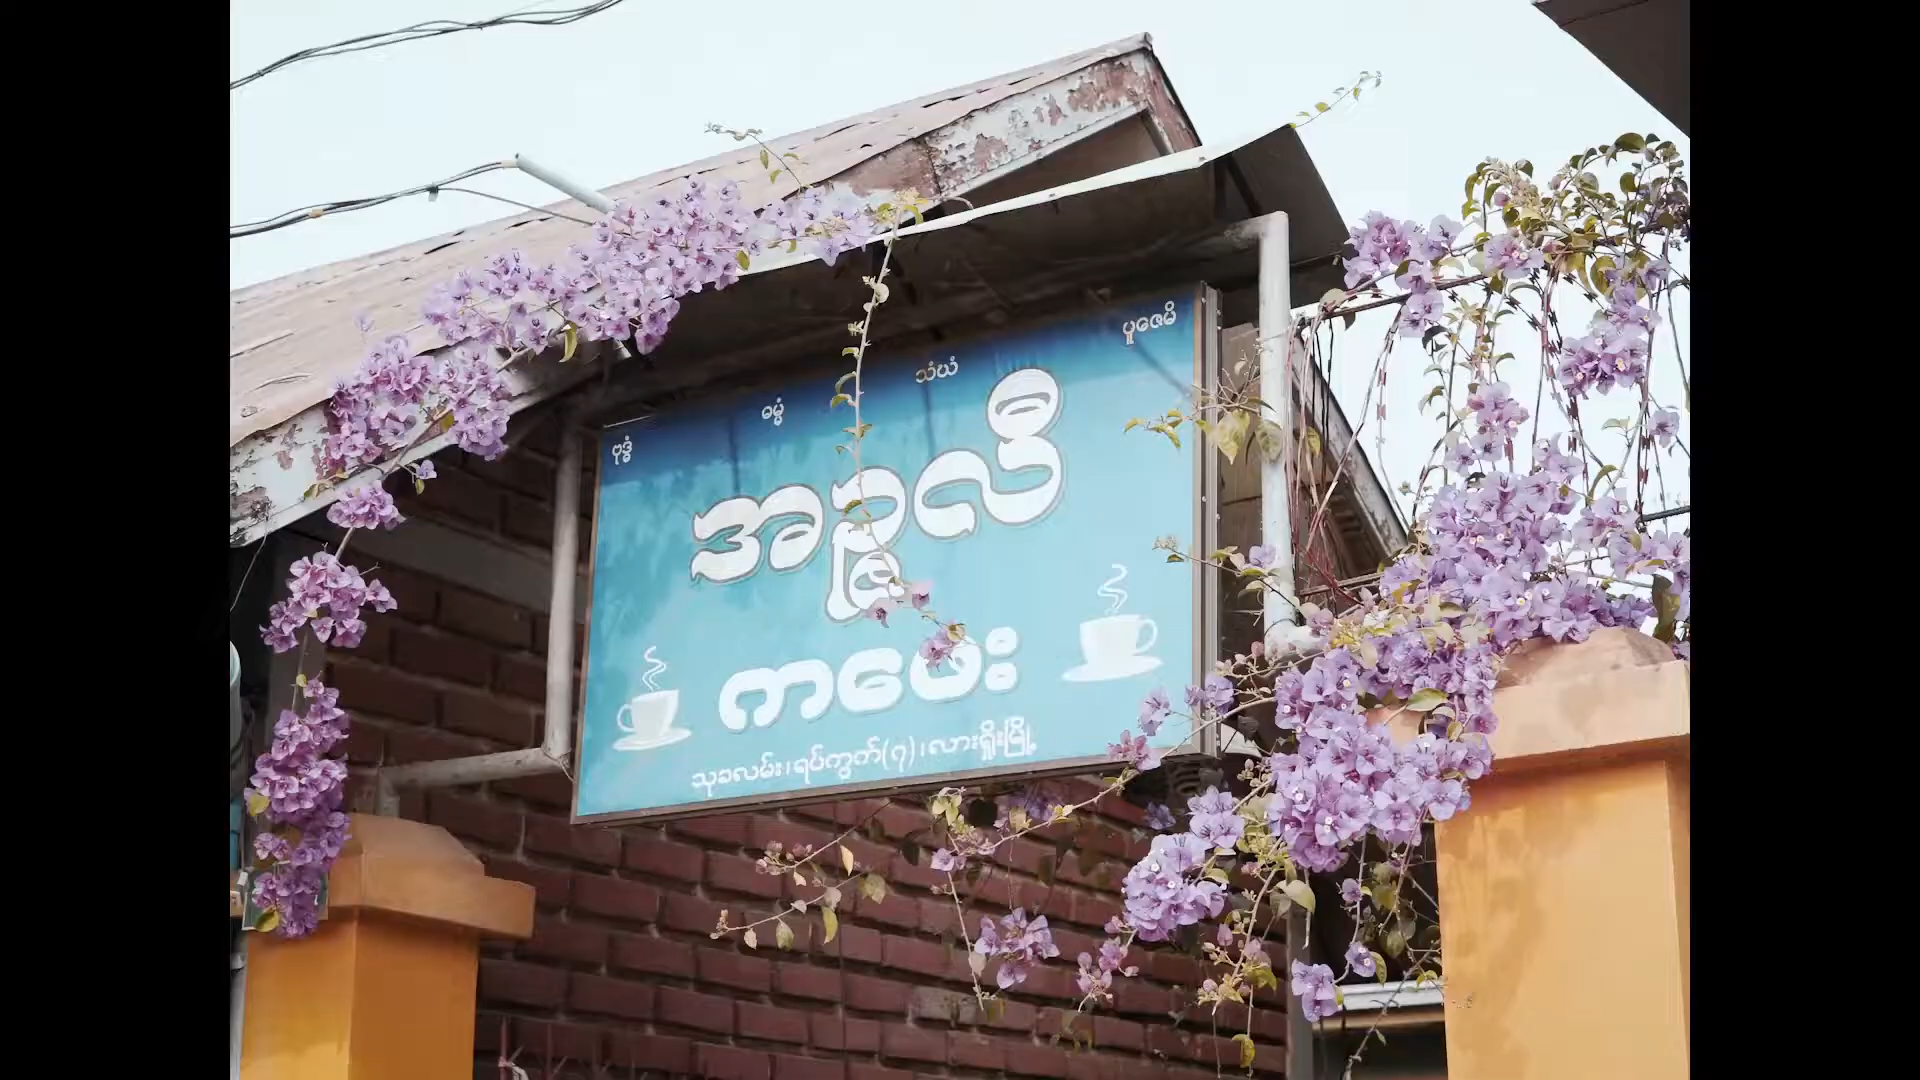 ဗုဒ္ဓံ ဓမ္မံ သံဃံ ပူဇေမိ
အဉ္ဇလီ
ကဖေး
သုခလမ်း၊ရပ်ကွက်(၇)၊လားရှိုးမြို့